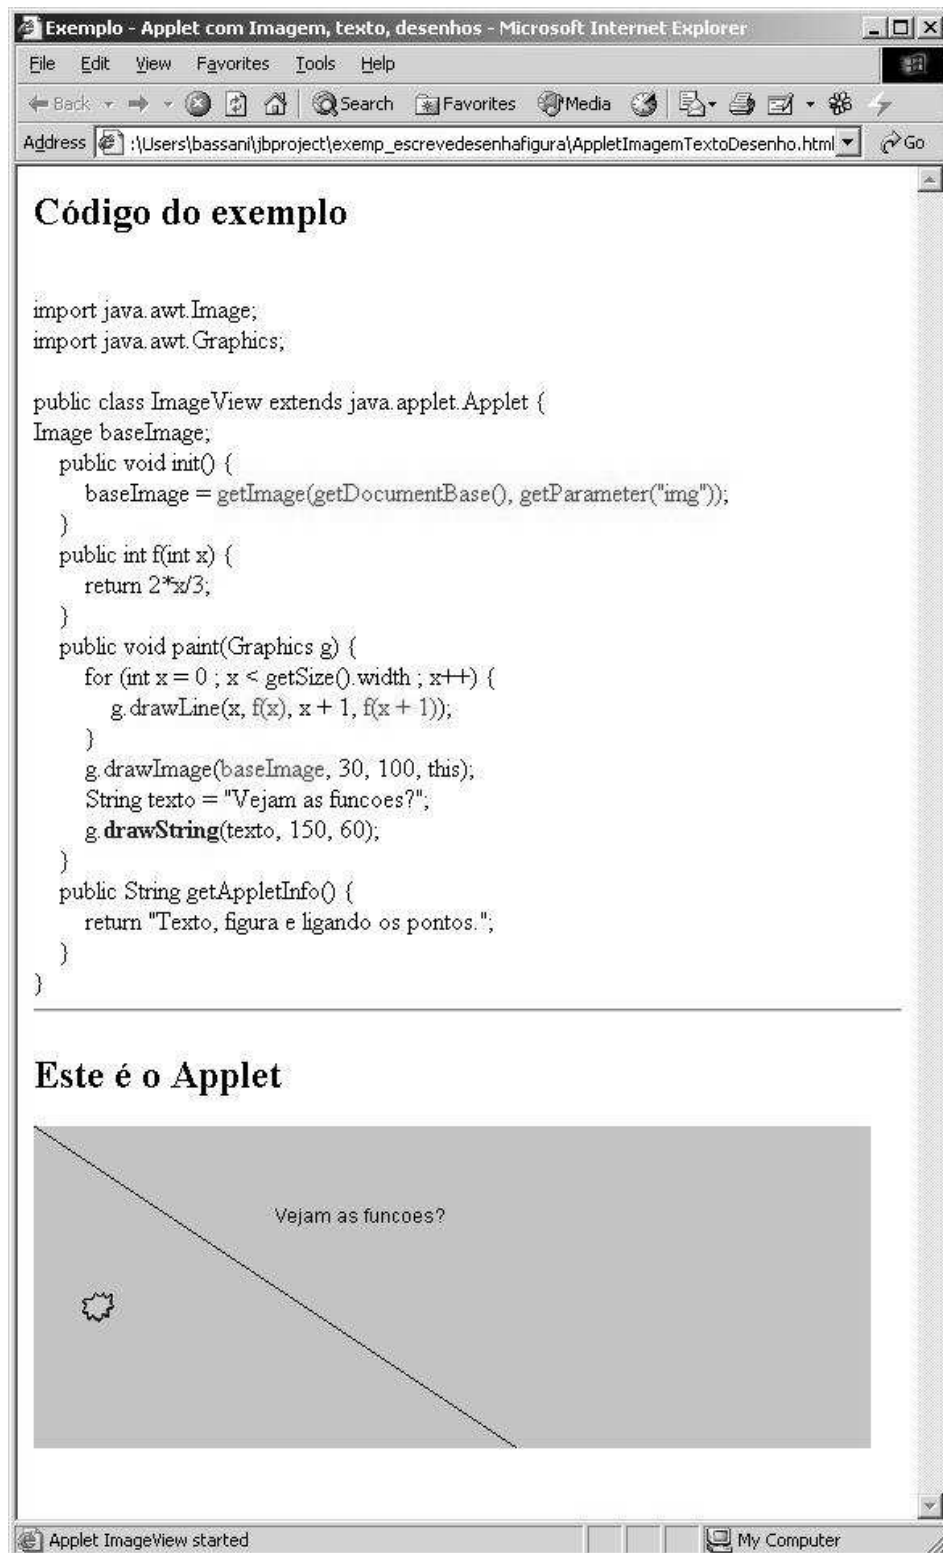 Exemplo - Applet com Imagem, texto, desenhos - Microsoft Internet Explorer
File Edit View Favorites Tools Help
Back Search Favorites Media
Address :\Users\bassani\jbproject\exemp_escrevedesenhafigura\AppletImagemTextoDesenho.html Go
Código do exemplo
import java.awt.Image;
import java.awt.Graphics;
public class ImageView extends java.applet.Applet {
Image baseImage;
public void init() {
baseImage = getImage(getDocumentBase(), getParameter("img"));
}
public int f(int x) {
return 2*x/3;
}
public void paint(Graphics g) {
for (int x = 0 ; x < getSize().width ; x++) {
g.drawLine(x, f(x), x + 1, f(x + 1));
}
g.drawImage(baseImage, 30, 100, this);
String texto = "Vejam as funcoes?";
g.drawString(texto, 150, 60);
}
public String getAppletInfo() {
return "Texto, figura e ligando os pontos.";
}
}
Este é o Applet
Vejam as funcoes?
Applet ImageView started My Computer